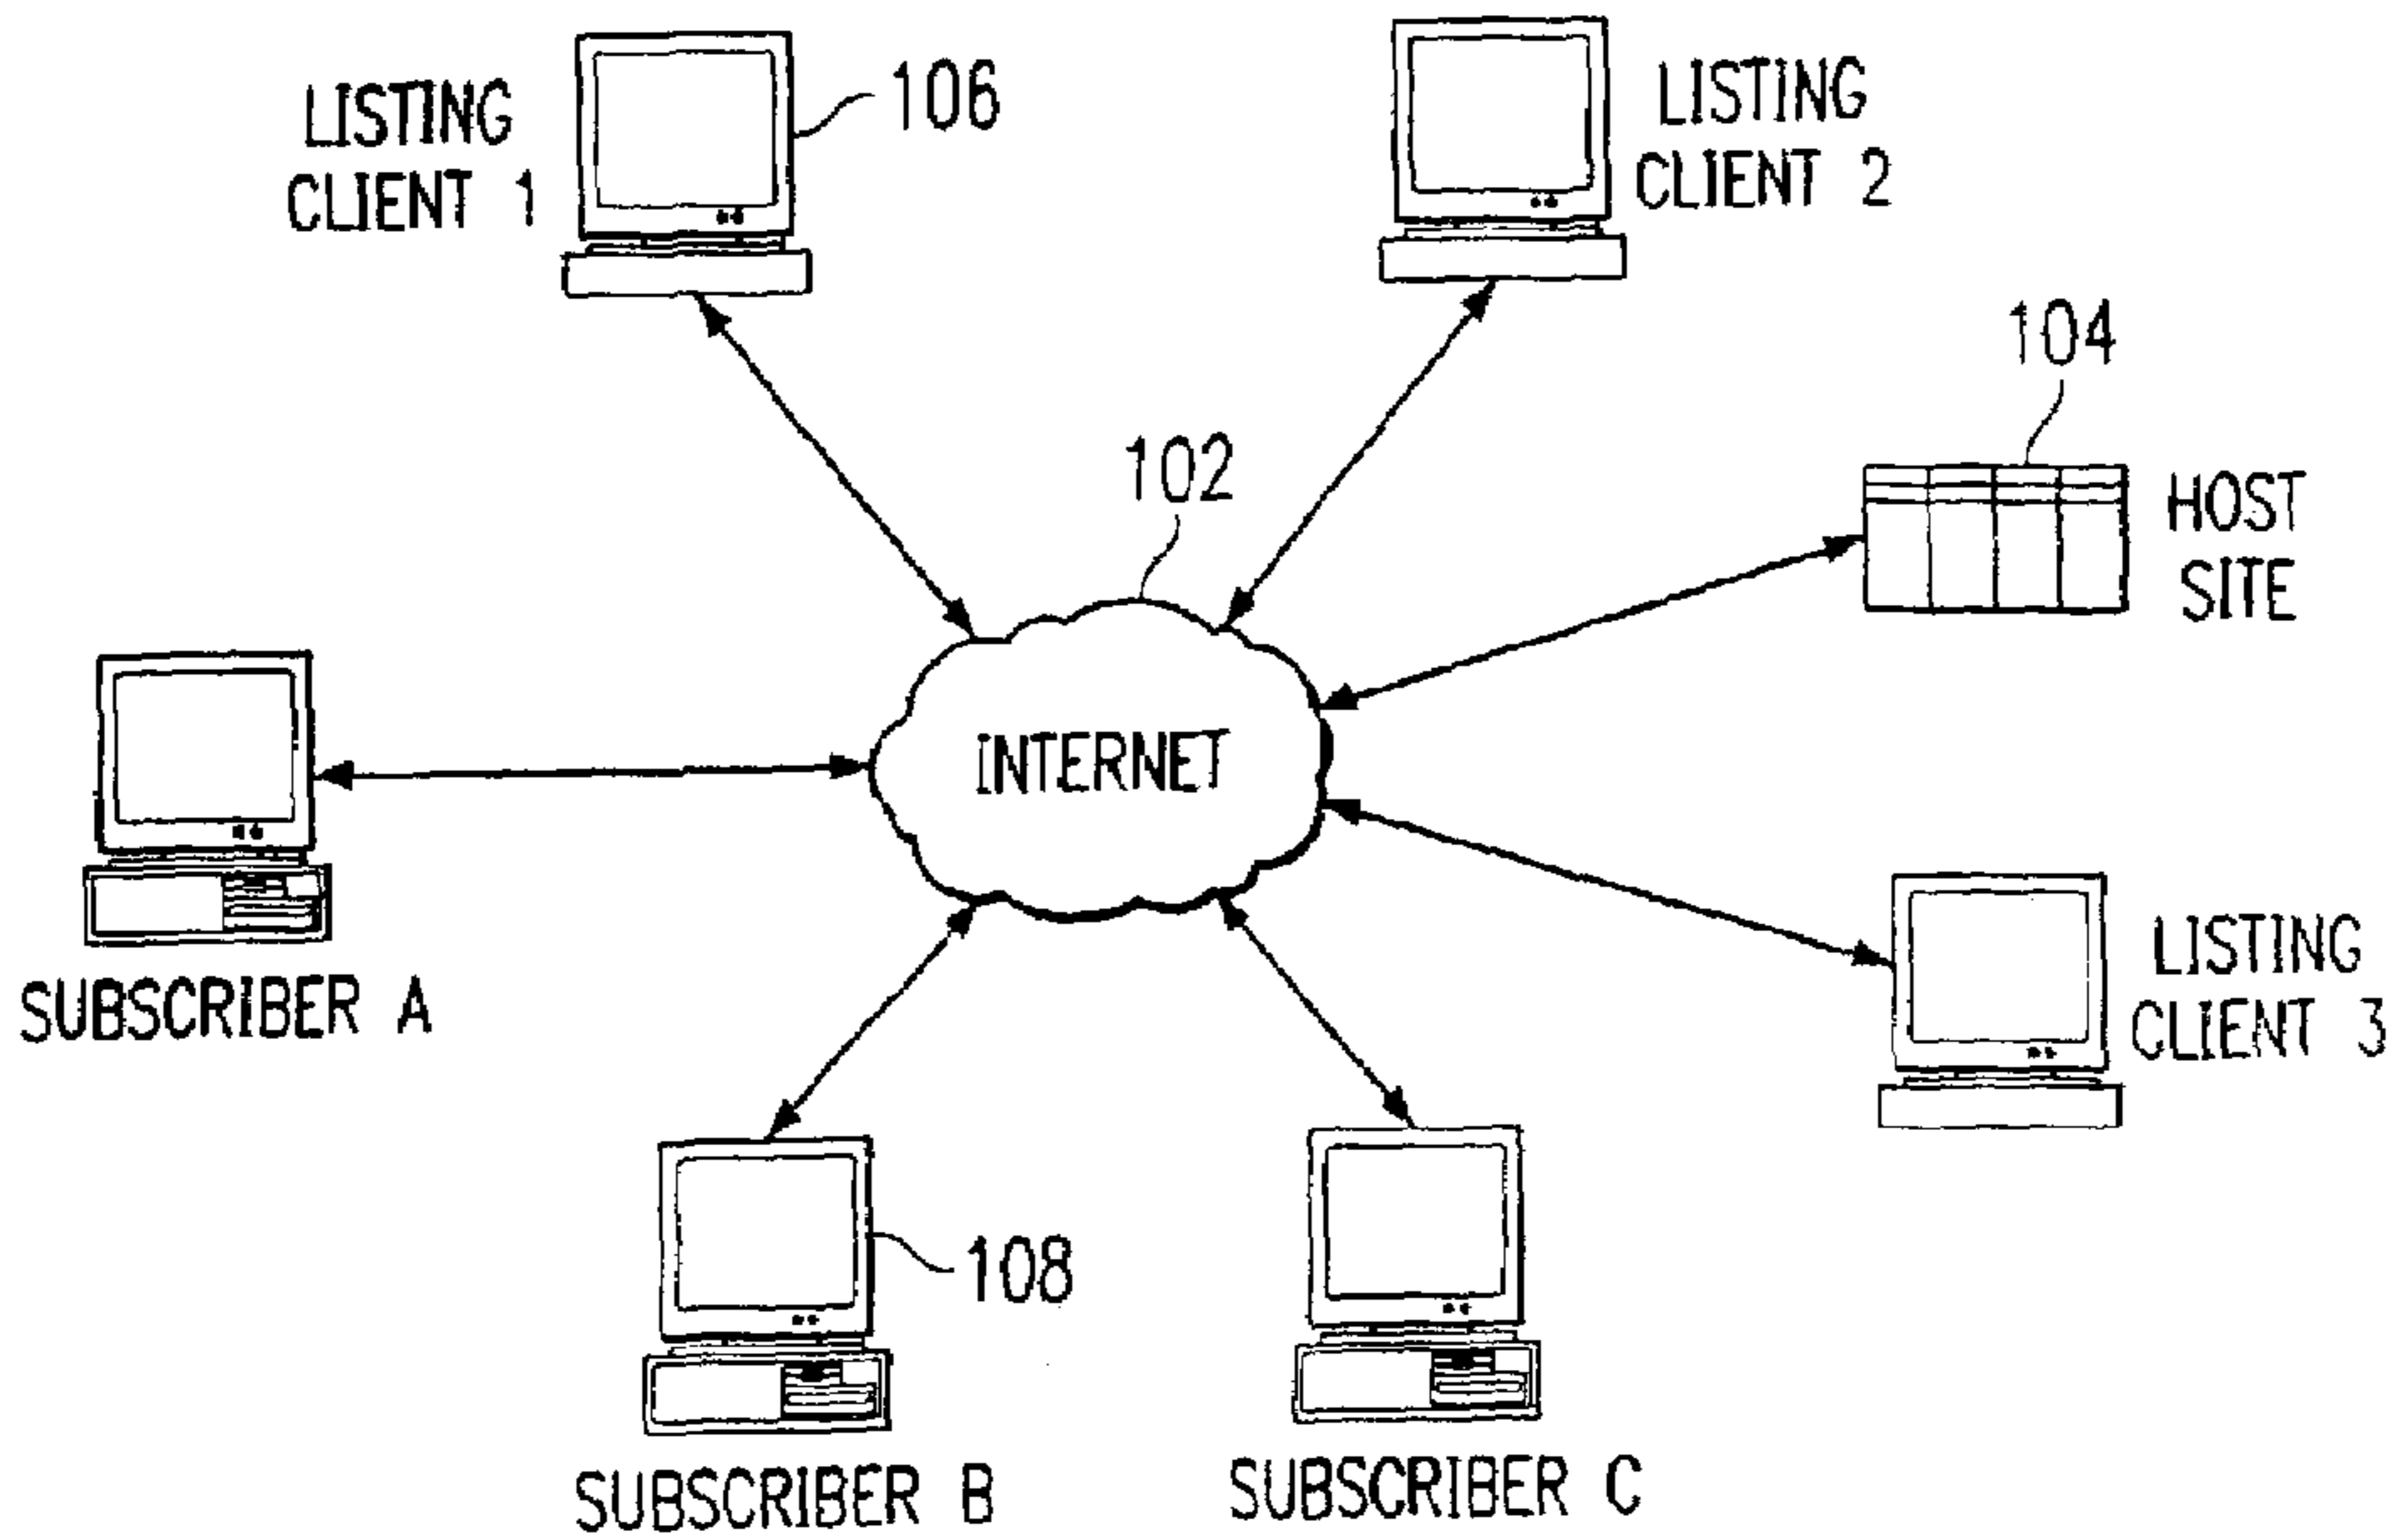 LISTING
CLIENT 1
106
LISTING
CLIENT 2
104
HOST
SITE
102
INTERNET
SUBSCRIBER A
LISTING
CLIENT 3
108
SUBSCRIBER B
SUBSCRIBER C